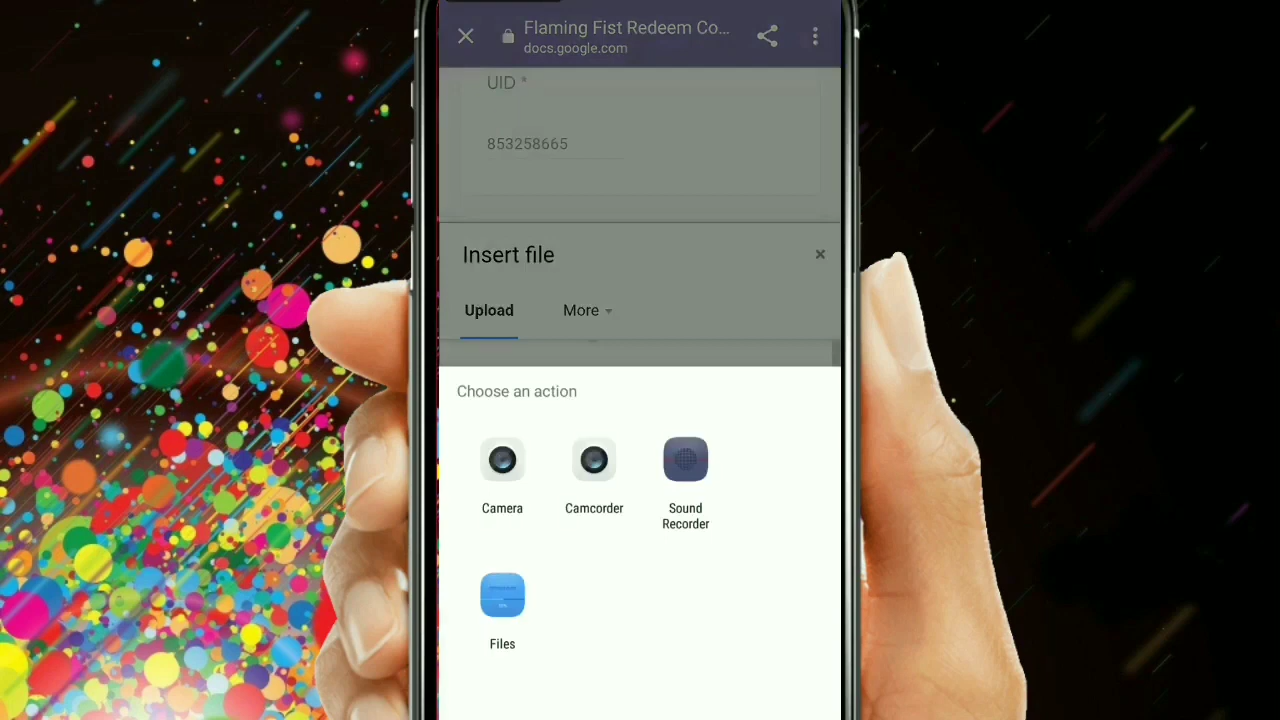 Flaming Fist Redeem Co...
docs.google.com
UID *
853258665
Insert file
Upload
More
Choose an action
Camera
Camcorder
Sound
Recorder
Files